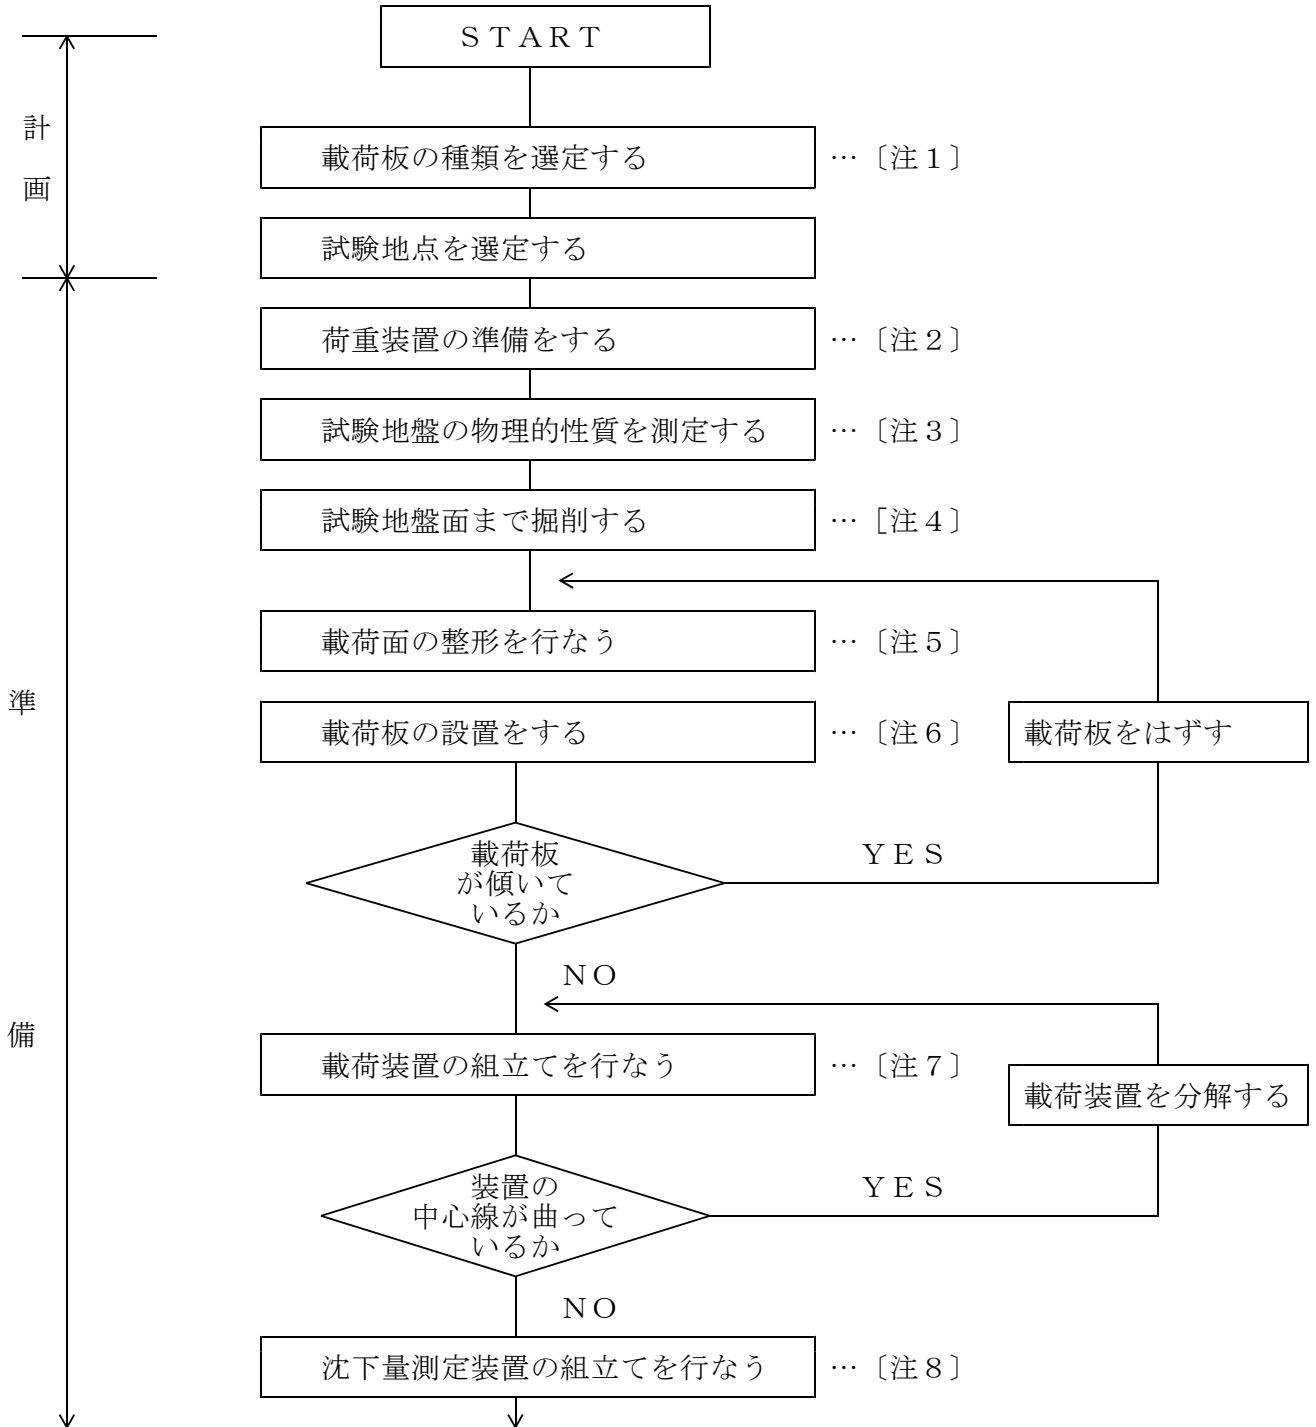 ＳＴＡＲＴ
計
画
載荷板の種類を選定する …〔注１〕
試験地点を選定する
荷重装置の準備をする …〔注２〕
試験地盤の物理的性質を測定する …〔注３〕
試験地盤面まで掘削する …［注４〕
載荷面の整形を行なう …〔注５〕
準
載荷板の設置をする …〔注６〕
載荷板をはずす
載荷板
が傾いて
いるか
ＹＥＳ
ＮＯ
備
載荷装置の組立てを行なう …〔注７〕
載荷装置を分解する
装置の
中心線が曲って
いるか
ＹＥＳ
ＮＯ
沈下量測定装置の組立てを行なう …〔注８〕